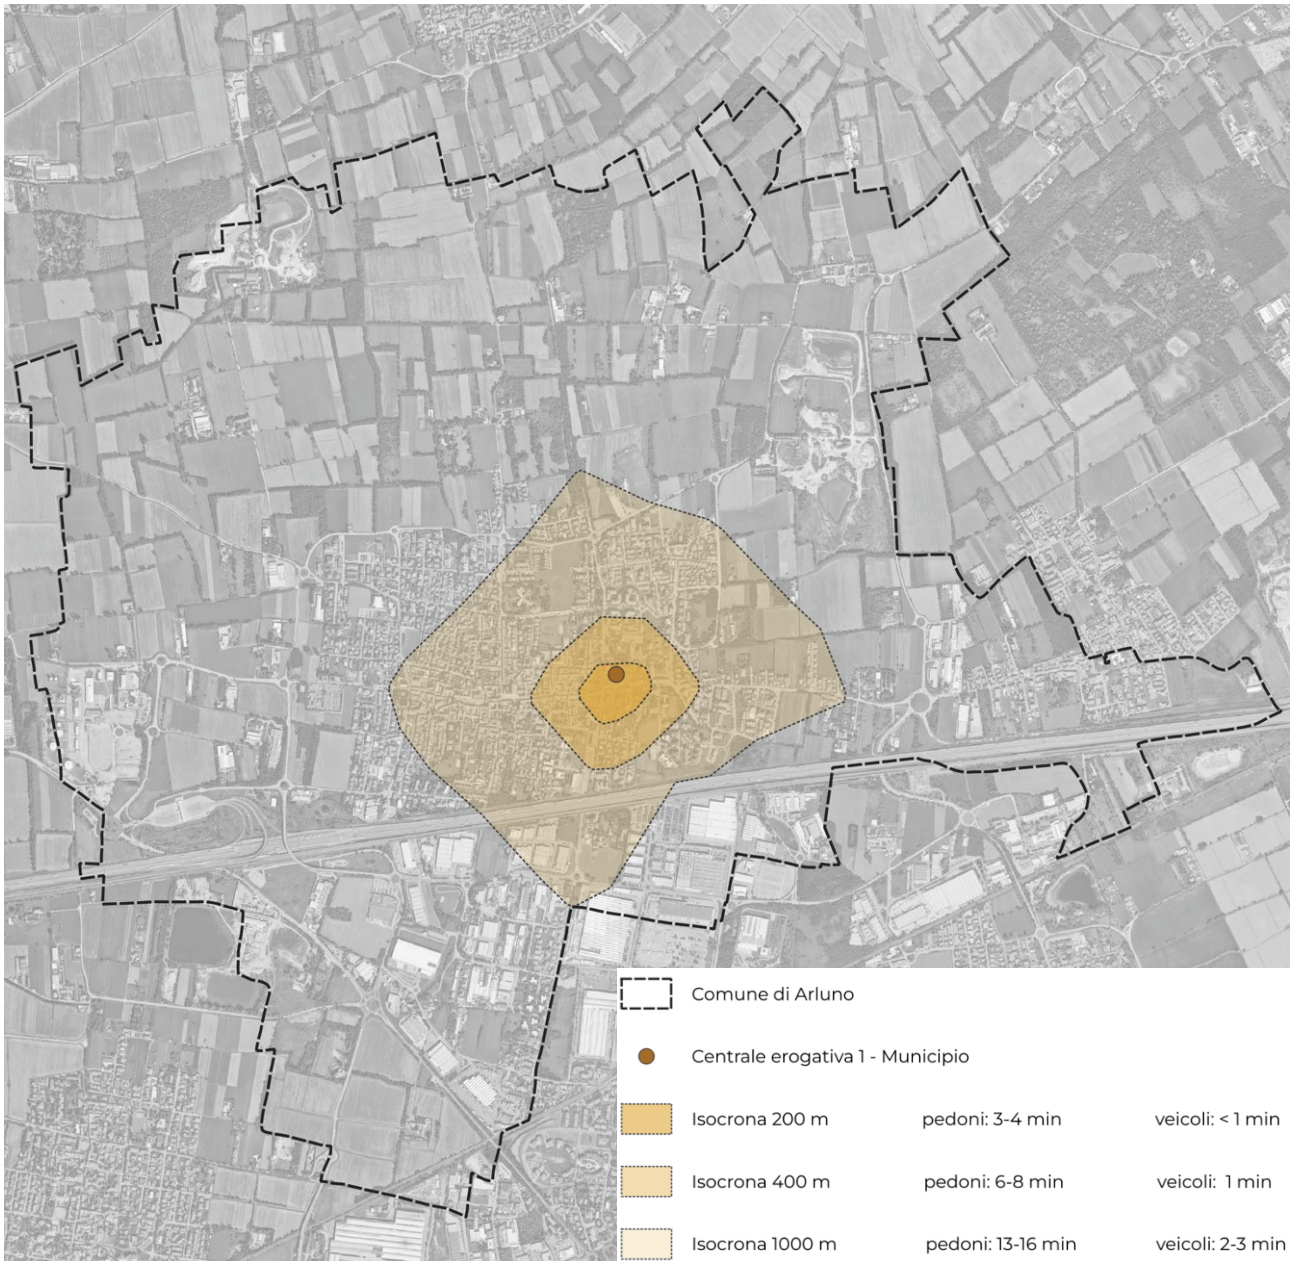 Comune di Arluno
Centrale erogativa 1 - Municipio
Isocrona 200 m pedoni: 3-4 min veicoli: < 1 min
Isocrona 400 m pedoni: 6-8 min veicoli: 1 min
Isocrona 1000 m pedoni: 13-16 min veicoli: 2-3 min